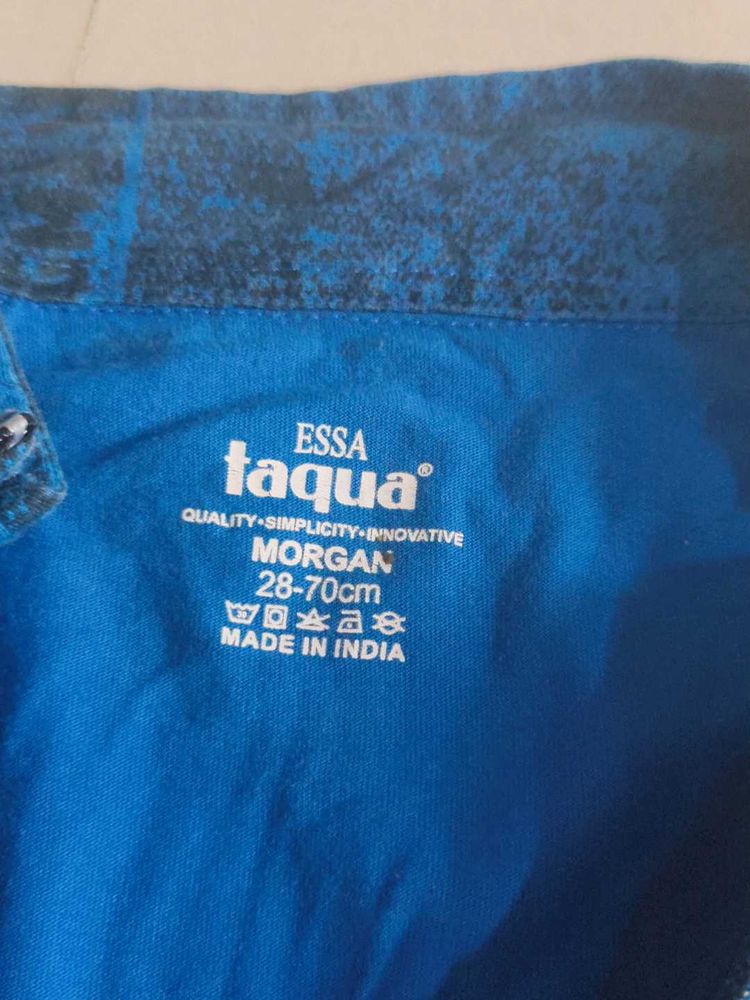 ESSA
taqua®
QUALITY•SIMPLICITY•INNOVATIVE
MORGAN
28-70cm
MADE IN INDIA